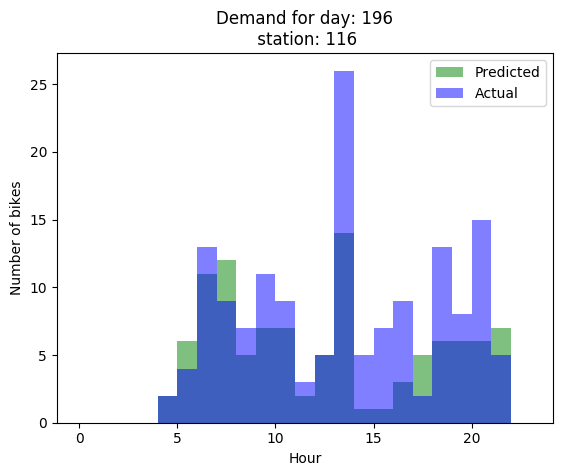 Demand for day: 196
station: 116
Predicted
Actual
Number of bikes
25
20
15
10
5
0
0
5
10
15
20
Hour